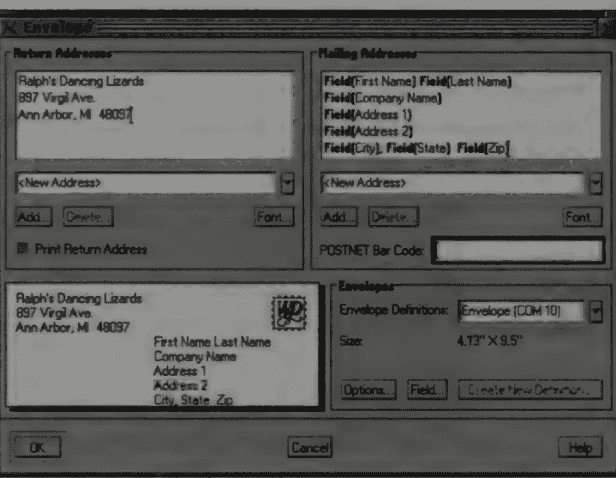 Envelope
Return Addresses
Ralph's Dancing Lizards
897 Virgil Ave.
Ann Arbor, MI 48097
<New Address>
Add... Delete... Font...
Print Return Address
Mailing Addresses
Field(First Name) Field(Last Name)
Field(Company Name)
Field(Address 1)
Field(Address 2)
Field(City), Field(State) Field(Zip)
<New Address>
Add... Delete... Font...
POSTNET Bar Code:
Ralph's Dancing Lizards
897 Virgil Ave.
Ann Arbor, MI 48097
First Name Last Name
Company Name
Address 1
Address 2
City, State Zip
Envelopes
Envelope Definitions: Envelope (COM 10)
Size: 4.13" X 9.5"
Options... Field... Create New Definition...
OK Cancel Help